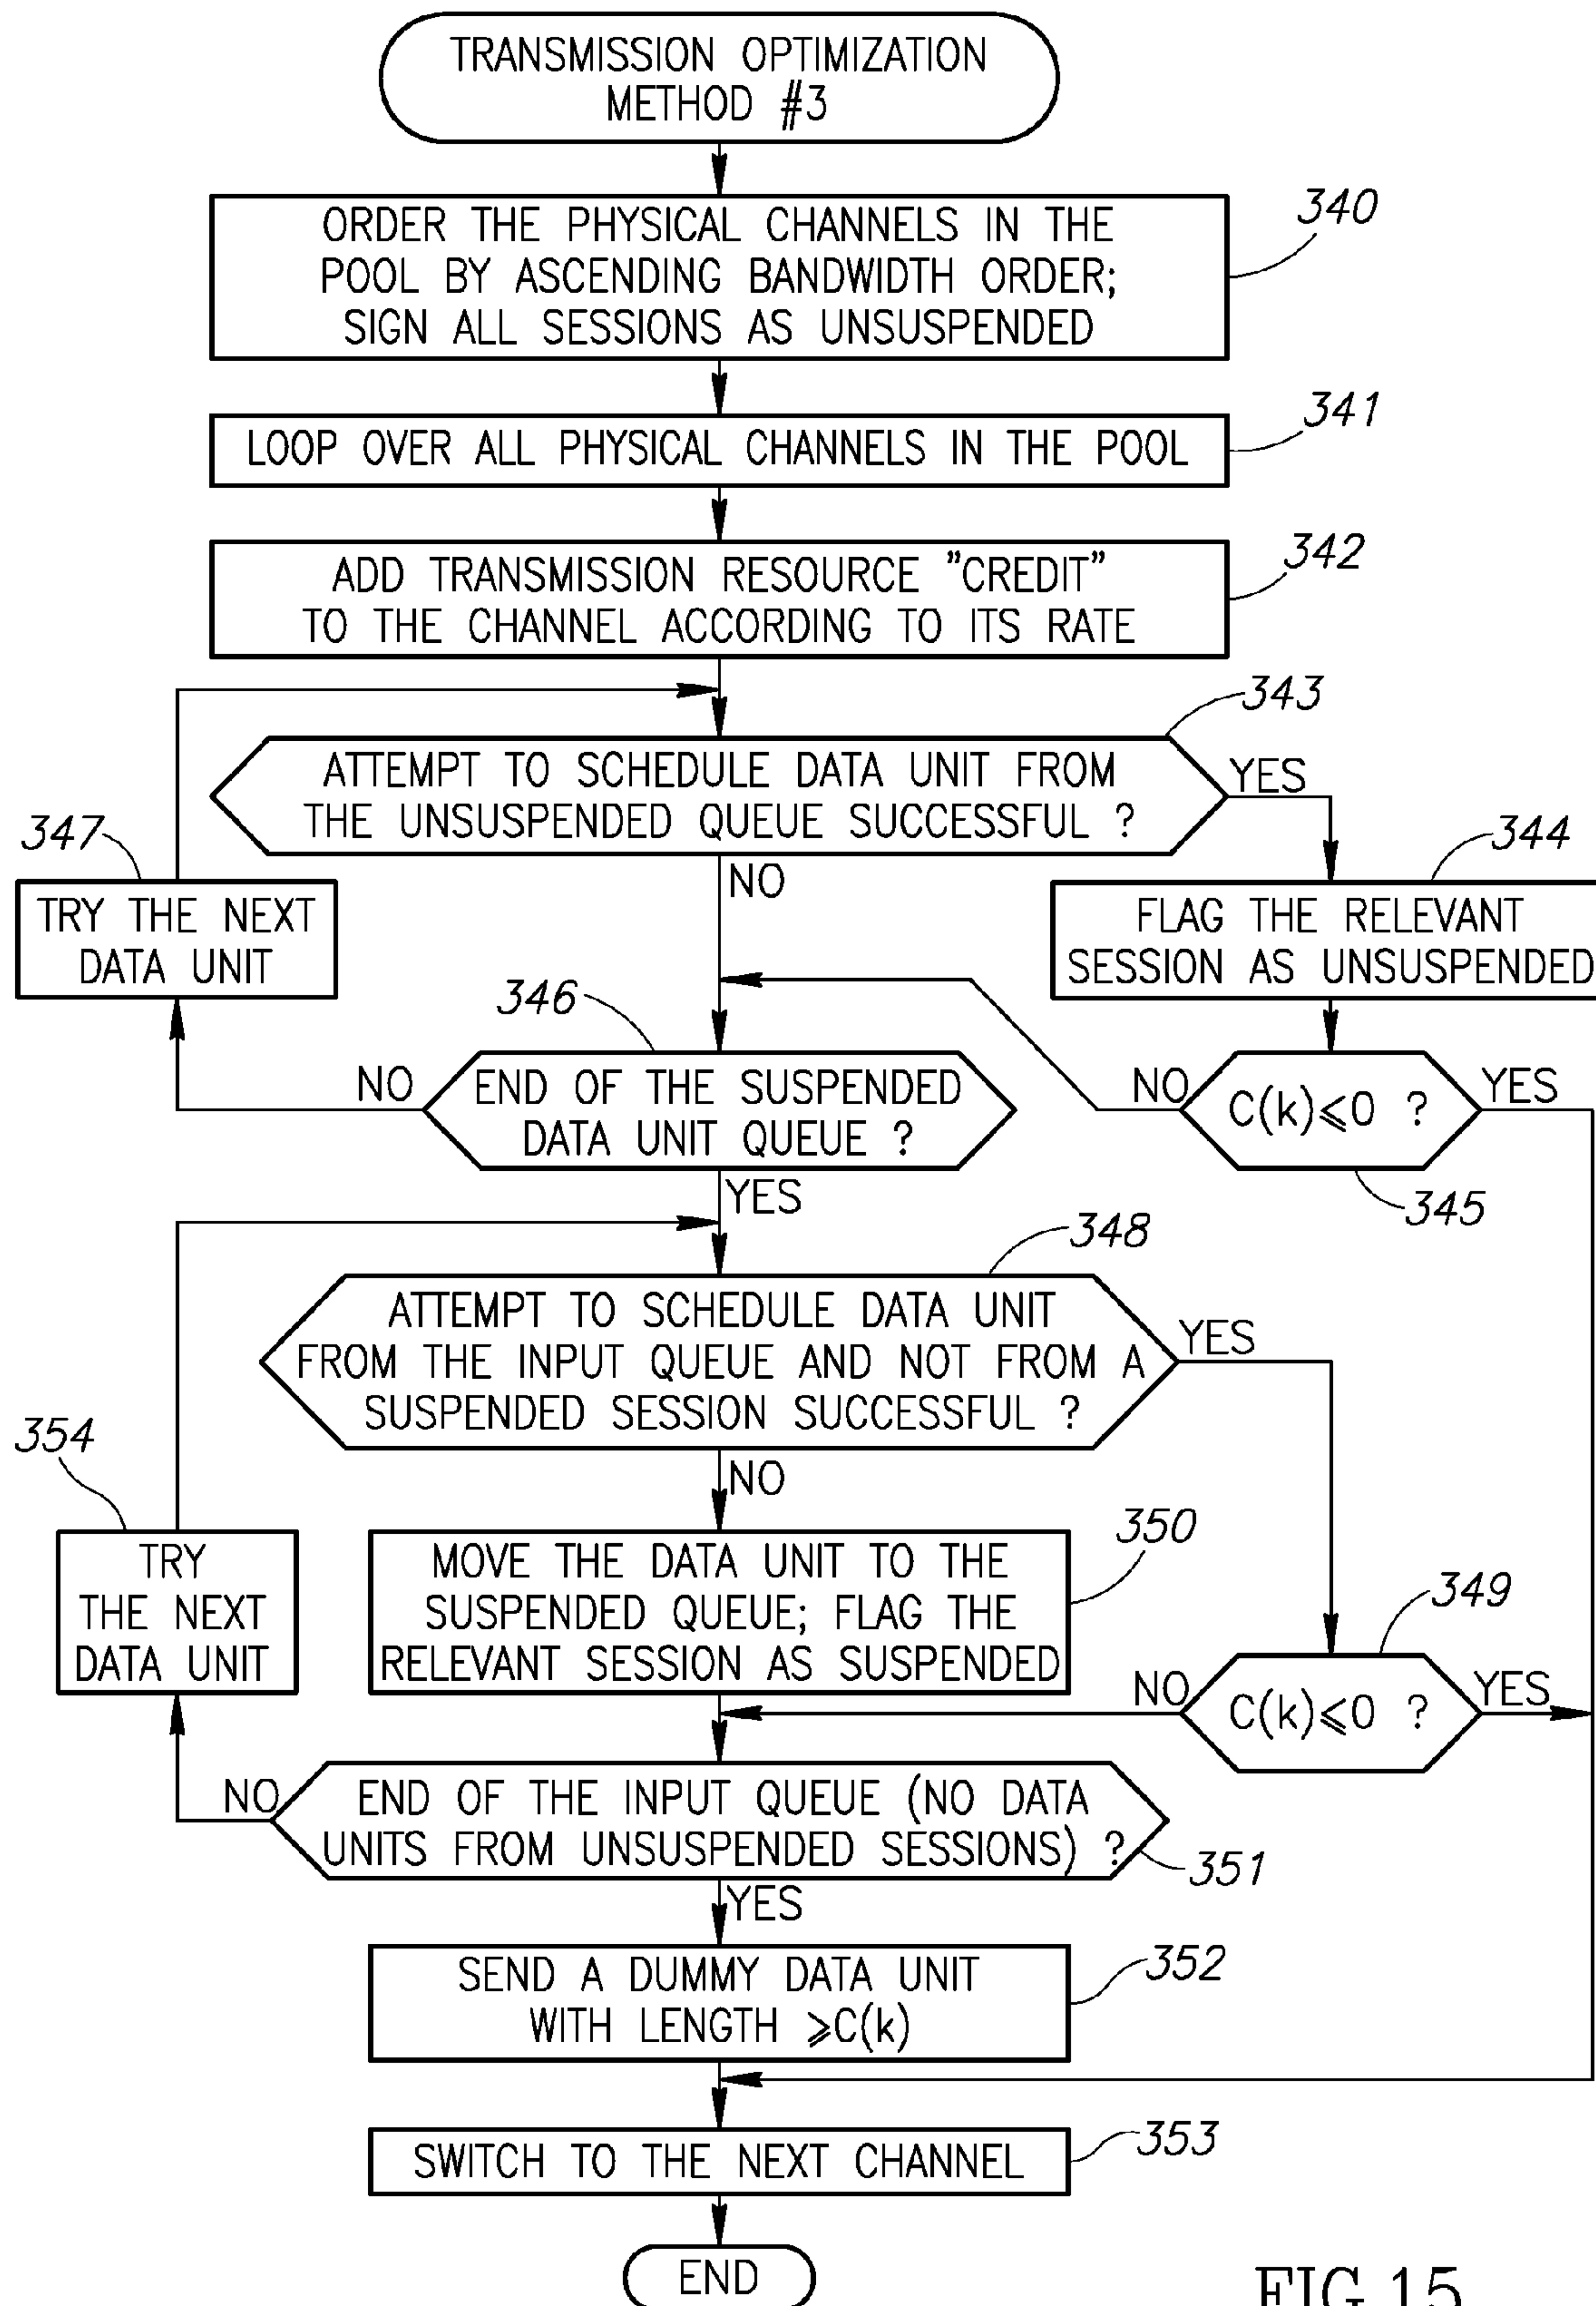 TRANSMISSION OPTIMIZATION
METHOD #3
ORDER THE PHYSICAL CHANNELS IN THE
POOL BY ASCENDING BANDWIDTH ORDER;
SIGN ALL SESSIONS AS UNSUSPENDED
340
LOOP OVER ALL PHYSICAL CHANNELS IN THE POOL
341
ADD TRANSMISSION RESOURCE "CREDIT"
TO THE CHANNEL ACCORDING TO ITS RATE
342
343
ATTEMPT TO SCHEDULE DATA UNIT FROM
THE UNSUSPENDED QUEUE SUCCESSFUL ?
YES
NO
347
TRY THE NEXT
DATA UNIT
344
FLAG THE RELEVANT
SESSION AS UNSUSPENDED
346
NO
END OF THE SUSPENDED
DATA UNIT QUEUE ?
NO
C(k)⩽0 ?
YES
345
YES
348
ATTEMPT TO SCHEDULE DATA UNIT
FROM THE INPUT QUEUE AND NOT FROM A
SUSPENDED SESSION SUCCESSFUL ?
YES
NO
354
TRY
THE NEXT
DATA UNIT
350
MOVE THE DATA UNIT TO THE
SUSPENDED QUEUE; FLAG THE
RELEVANT SESSION AS SUSPENDED
349
NO
C(k)⩽0 ?
YES
NO
END OF THE INPUT QUEUE (NO DATA
UNITS FROM UNSUSPENDED SESSIONS) ?
351
YES
SEND A DUMMY DATA UNIT
WITH LENGTH ⩾C(k)
352
SWITCH TO THE NEXT CHANNEL
353
END
FIG.15